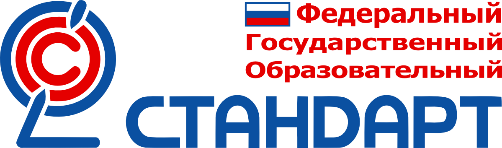 Федеральный
Государственный
Образовательный
СТАНДАРТ